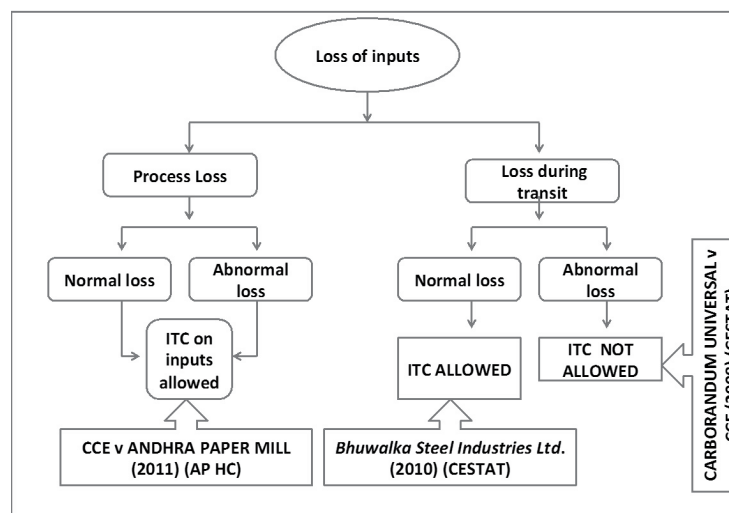 Loss of inputs
Process Loss
Loss during
transit
Normal loss
Abnormal
loss
Normal loss
Abnormal
loss
ITC on
inputs
allowed
ITC ALLOWED
ITC NOT
ALLOWED
CCE v ANDHRA PAPER MILL
(2011) (AP HC)
Bhuwalka Steel Industries Ltd.
(2010) (CESTAT)
CARBORANDUM UNIVERSAL v